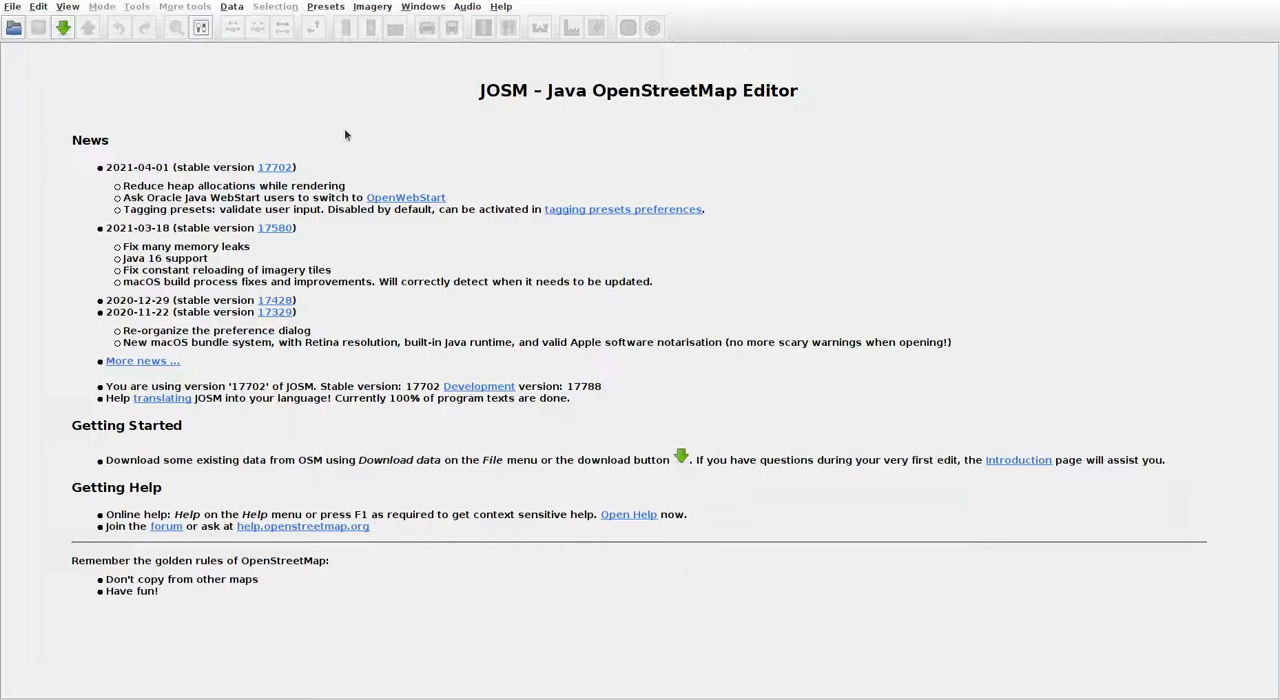 File Edit View Mode Tools More tools Data Selection Presets Imagery Windows Audio Help
JOSM – Java OpenStreetMap Editor
News
2021-04-01 (stable version 17702)
Reduce heap allocations while rendering
Ask Oracle Java WebStart users to switch to OpenWebStart
Tagging presets: validate user input. Disabled by default, can be activated in tagging presets preferences.
2021-03-18 (stable version 17580)
Fix many memory leaks
Java 16 support
Fix constant reloading of imagery tiles
macOS build process fixes and improvements. Will correctly detect when it needs to be updated.
2020-12-29 (stable version 17428)
2020-11-22 (stable version 17329)
Re-organize the preference dialog
New macOS bundle system, with Retina resolution, built-in Java runtime, and valid Apple software notarisation (no more scary warnings when opening!)
More news ...
You are using version '17702' of JOSM. Stable version: 17702 Development version: 17788
Help translating JOSM into your language! Currently 100% of program texts are done.
Getting Started
Download some existing data from OSM using Download data on the File menu or the download button . If you have questions during your very first edit, the Introduction page will assist you.
Getting Help
Online help: Help on the Help menu or press F1 as required to get context sensitive help. Open Help now.
Join the forum or ask at help.openstreetmap.org
Remember the golden rules of OpenStreetMap:
Don't copy from other maps
Have fun!